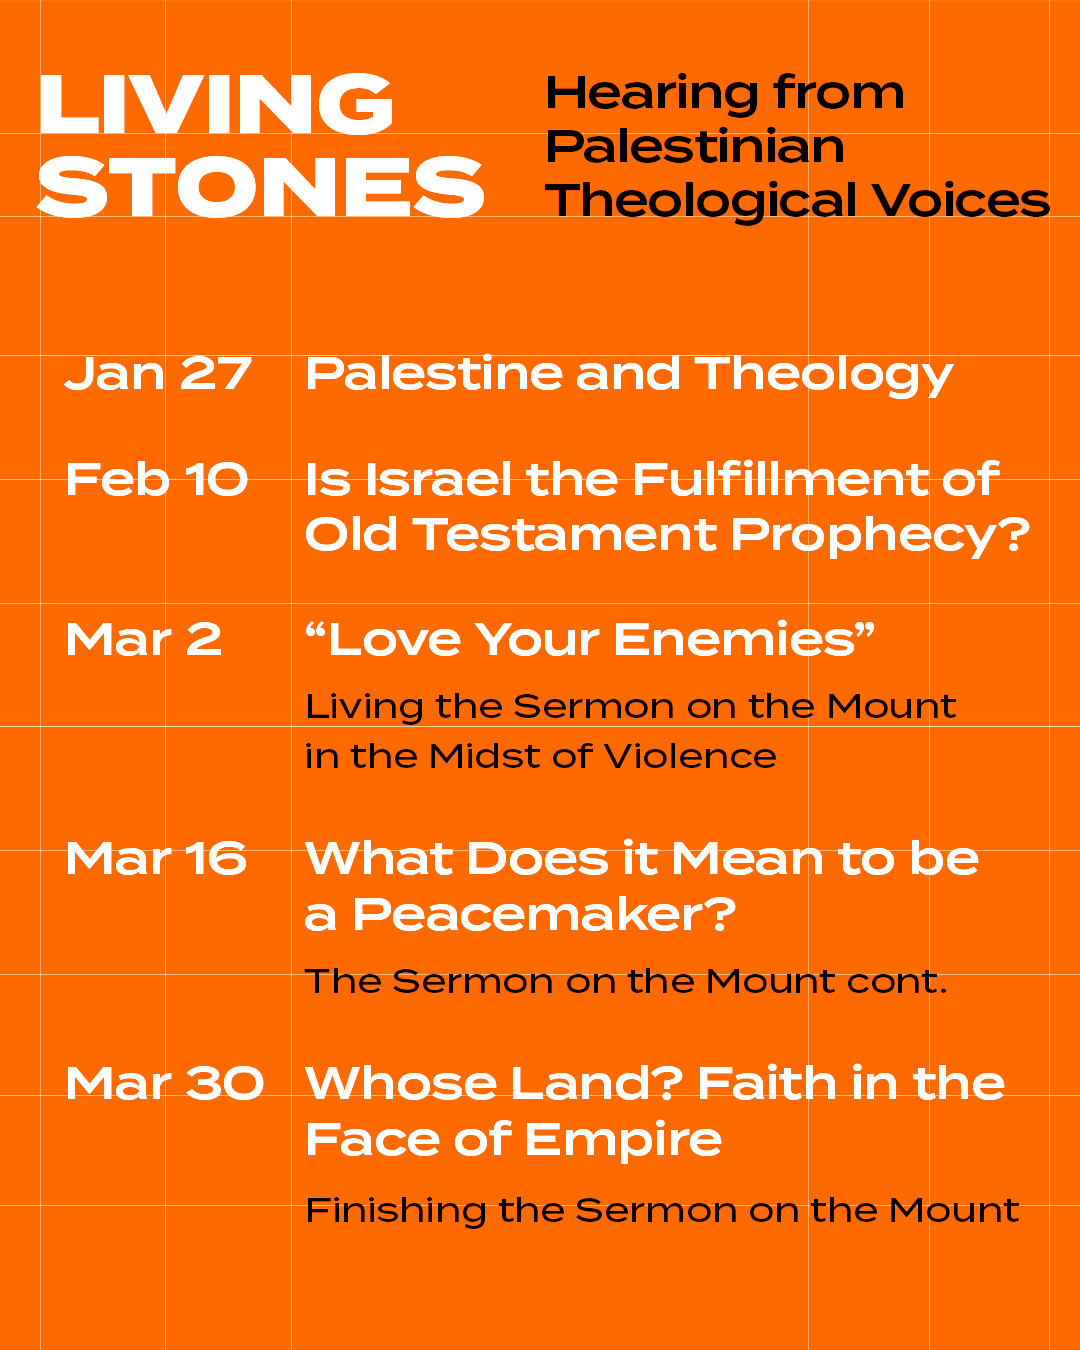 LIVING
STONES
Hearing from
Palestinian
Theological Voices
Jan 27
Palestine and Theology
Feb 10
Is Israel the Fulfillment of
Old Testament Prophecy?
Mar 2
“Love Your Enemies”
Living the Sermon on the Mount
in the Midst of Violence
Mar 16
What Does it Mean to be
a Peacemaker?
The Sermon on the Mount cont.
Mar 30
Whose Land? Faith in the
Face of Empire
Finishing the Sermon on the Mount